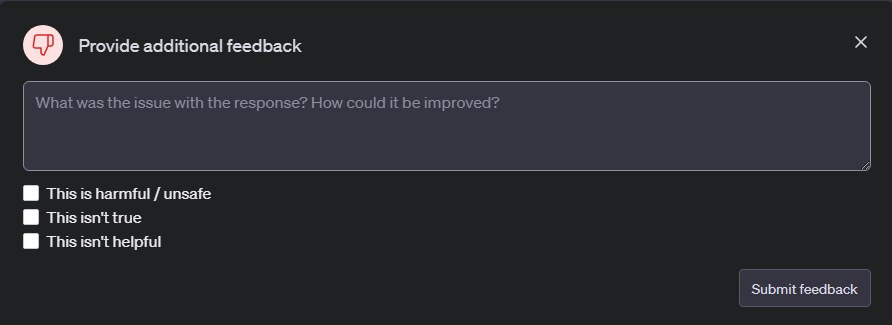 Provide additional feedback
What was the issue with the response? How could it be improved?
This is harmful / unsafe
This isn't true
This isn't helpful
Submit feedback